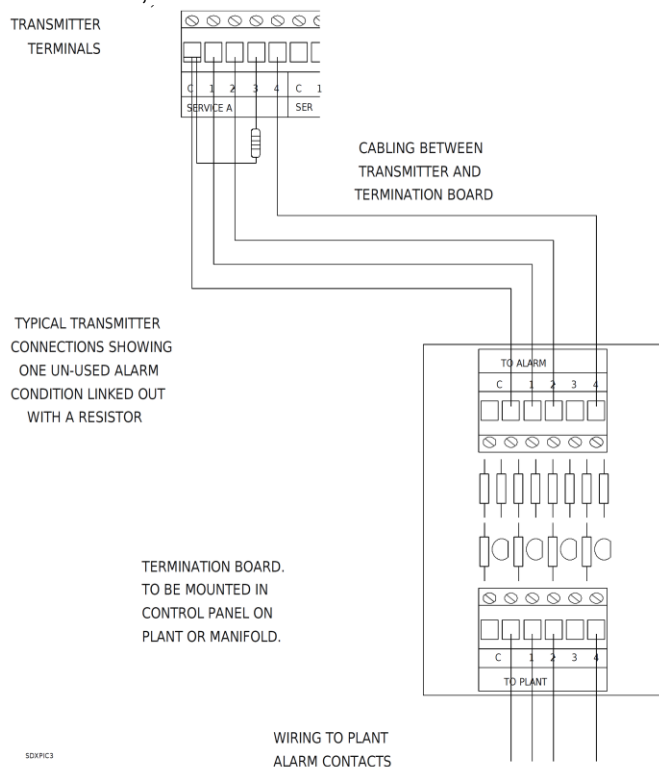 TRANSMITTER
TERMINALS
C 1 2 3 4 C 1
SERVICE A SER
CABLING BETWEEN
TRANSMITTER AND
TERMINATION BOARD
TYPICAL TRANSMITTER
CONNECTIONS SHOWING
ONE UN-USED ALARM
CONDITION LINKED OUT
WITH A RESISTOR
TO ALARM
C 1 2 3 4
TERMINATION BOARD.
TO BE MOUNTED IN
CONTROL PANEL ON
PLANT OR MANIFOLD.
C 1 2 3 4
TO PLANT
WIRING TO PLANT
ALARM CONTACTS
SDXPIC3